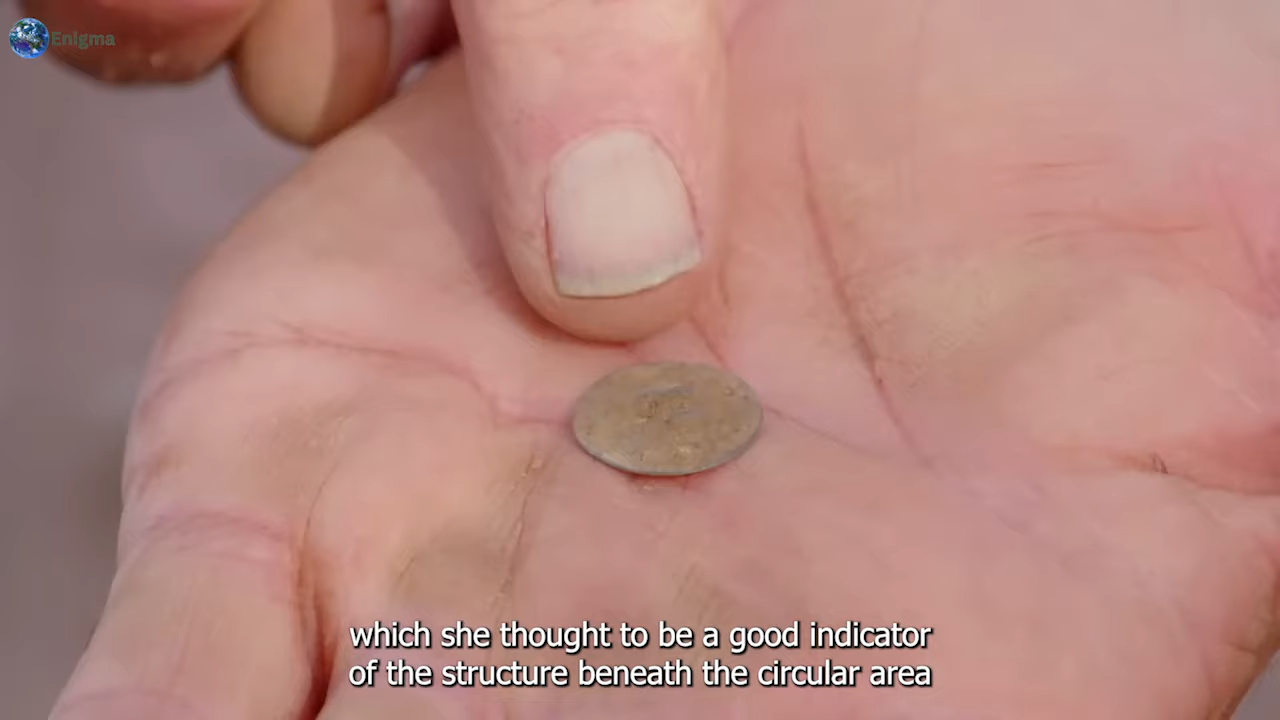 Enigma
which she thought to be a good indicator
of the structure beneath the circular area